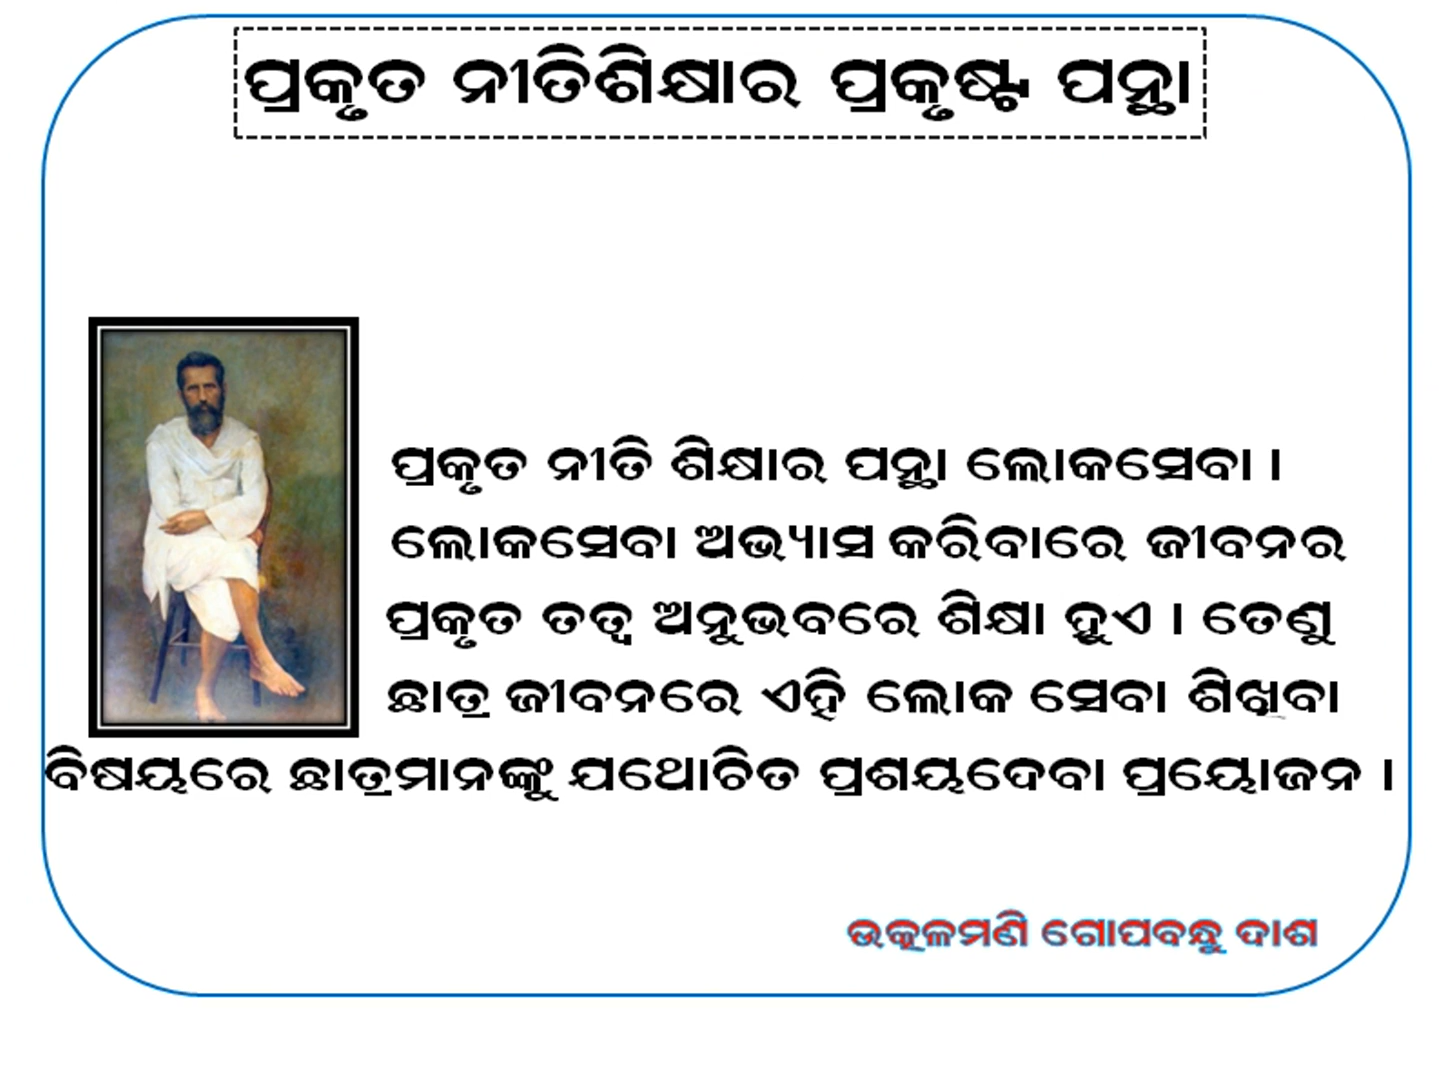 ପ୍ରକୃତ ନୀତିଶିକ୍ଷାର ପ୍ରକୃଷ୍ଟ ପନ୍ଥା
ପ୍ରକୃତ ନୀତି ଶିକ୍ଷାର ପନ୍ଥା ଲୋକସେବା ।
ଲୋକସେବା ଅଭ୍ୟାସ କରିବାରେ ଜୀବନର
ପ୍ରକୃତ ତତ୍ୱ ଅନୁଭବରେ ଶିକ୍ଷା ହୁଏ । ତେଣୁ
ଛାତ୍ର ଜୀବନରେ ଏହି ଲୋକ ସେବା ଶିଖିବା
ବିଷୟରେ ଛାତ୍ରମାନଙ୍କୁ ଯଥୋଚିତ ପ୍ରଶୟଦେବା ପ୍ରୟୋଜନ ।
ଉତ୍କଳମଣି ଗୋପବନ୍ଧୁ ଦାଶ